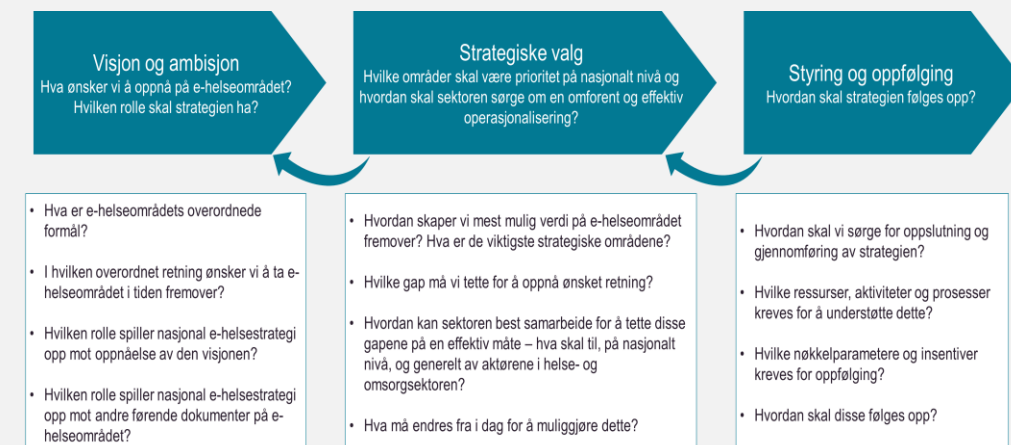 Visjon og ambisjon
Hva ønsker vi å oppnå på e-helseområdet?
Hvilken rolle skal strategien ha?
Strategiske valg
Hvilke områder skal være prioritet på nasjonalt nivå og
hvordan skal sektoren sørge om en omforent og effektiv
operasjonalisering?
Styring og oppfølging
Hvordan skal strategien følges opp?
• Hva er e-helseområdets overordnede
formål?
• I hvilken overordnet retning ønsker vi å ta e-
helseområdet i tiden fremover?
• Hvilken rolle spiller nasjonal e-helsestrategi
opp mot oppnåelse av den visjonen?
• Hvilken rolle spiller nasjonal e-helsestrategi
opp mot andre førende dokumenter på e-
helseområdet?
• Hvordan skaper vi mest mulig verdi på e-helseområdet
fremover? Hva er de viktigste strategiske områdene?
• Hvilke gap må vi tette for å oppnå ønsket retning?
• Hvordan kan sektoren best samarbeide for å tette disse
gapene på en effektiv måte – hva skal til, på nasjonalt
nivå, og generelt av aktørene i helse- og
omsorgsektoren?
• Hva må endres fra i dag for å muliggjøre dette?
• Hvordan skal vi sørge for oppslutning og
gjennomføring av strategien?
• Hvilke ressurser, aktiviteter og prosesser
kreves for å understøtte dette?
• Hvilke nøkkelparametere og insentiver
kreves for oppfølging?
• Hvordan skal disse følges opp?